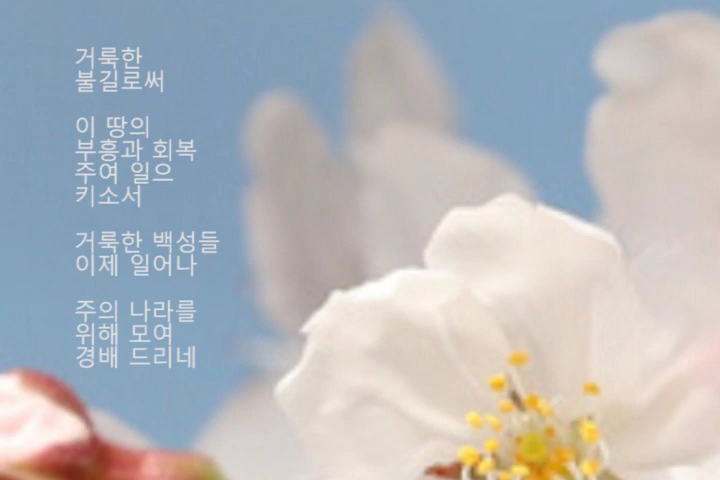 거룩한
불길로써
이 땅의
부흥과 회복
주여 일으
키소서
거룩한 백성들
이제 일어나
주의 나라를
위해 모여
경배 드리네